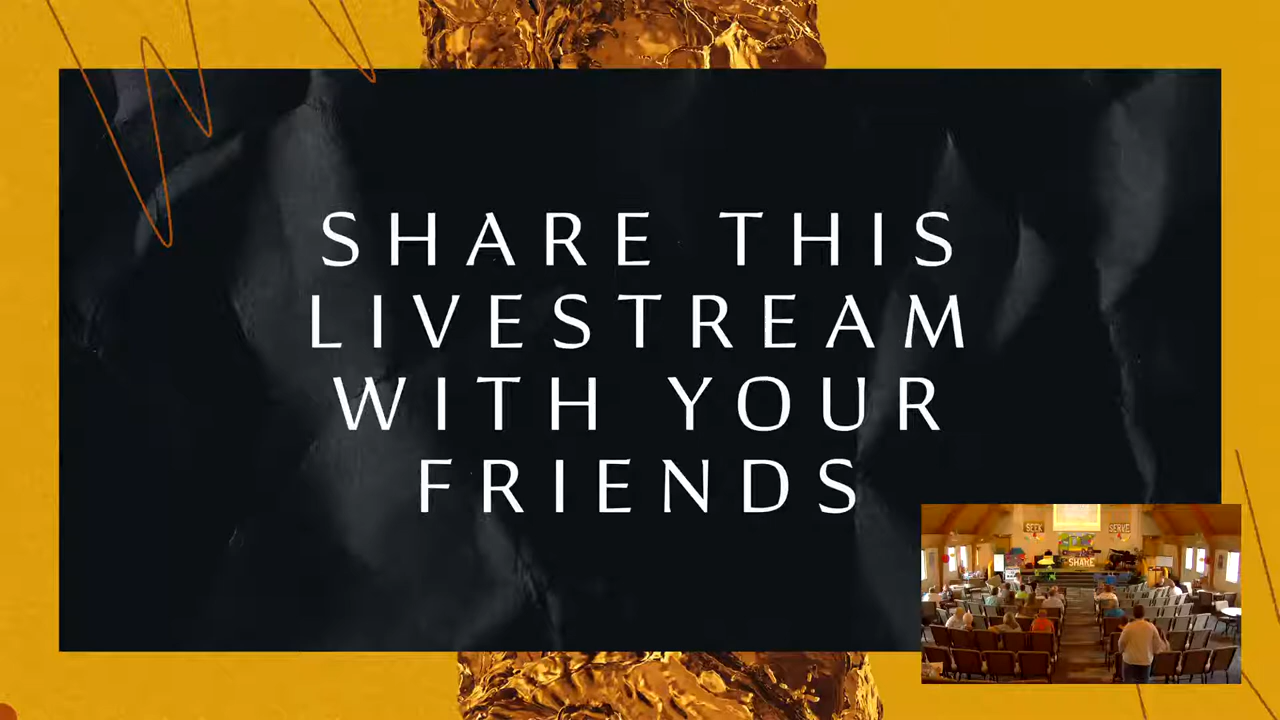 SHARE THIS
LIVESTREAM
WITH YOUR
FRIENDS
SEEK
SERVE
SHARE